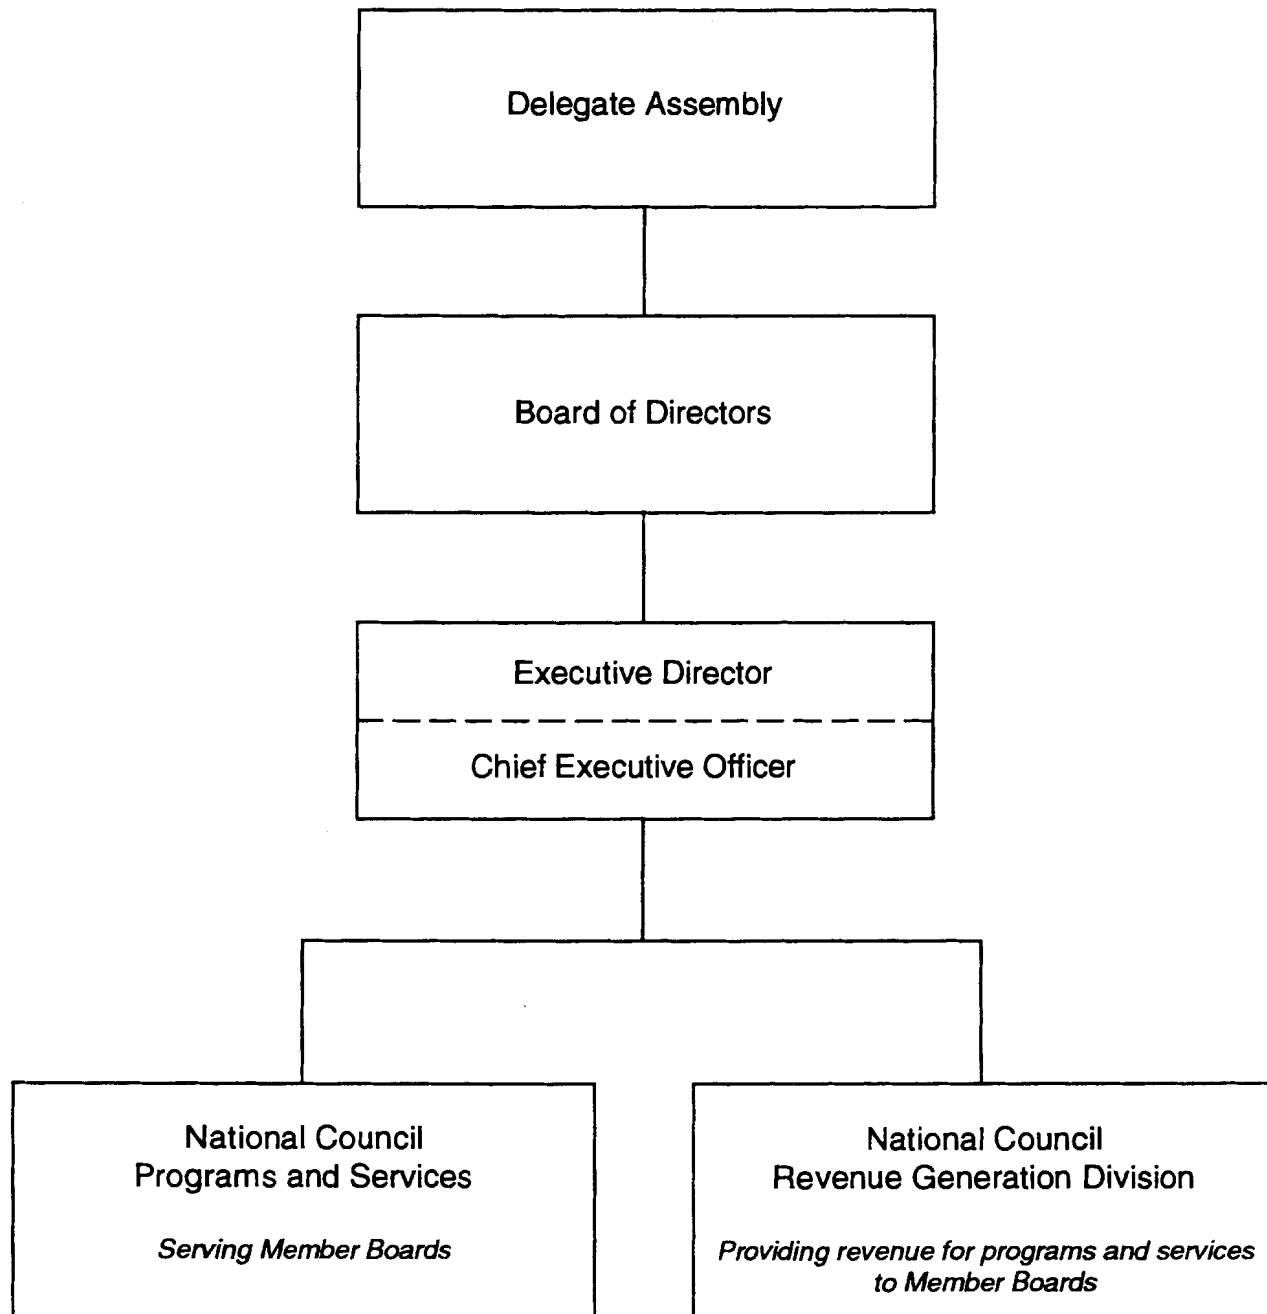 Delegate Assembly
Board of Directors
Executive Director
Chief Executive Officer
National Council
Programs and Services
Serving Member Boards
National Council
Revenue Generation Division
Providing revenue for programs and services
to Member Boards